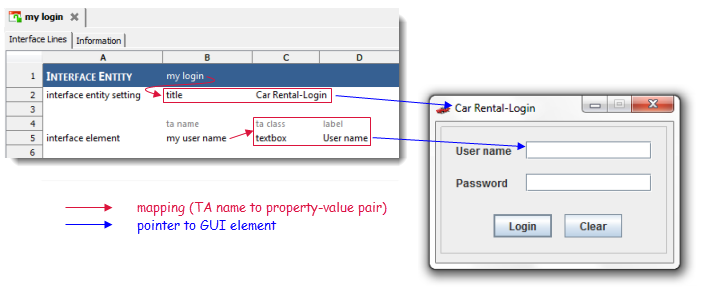 my login
Interface Lines Information
A B C D
1 INTERFACE ENTITY my login
2 interface entity setting title Car Rental-Login
3
4 ta name ta class label
5 interface element my user name textbox User name
6
mapping (TA name to property-value pair)
pointer to GUI element
Car Rental-Login
User name
Password
Login Clear